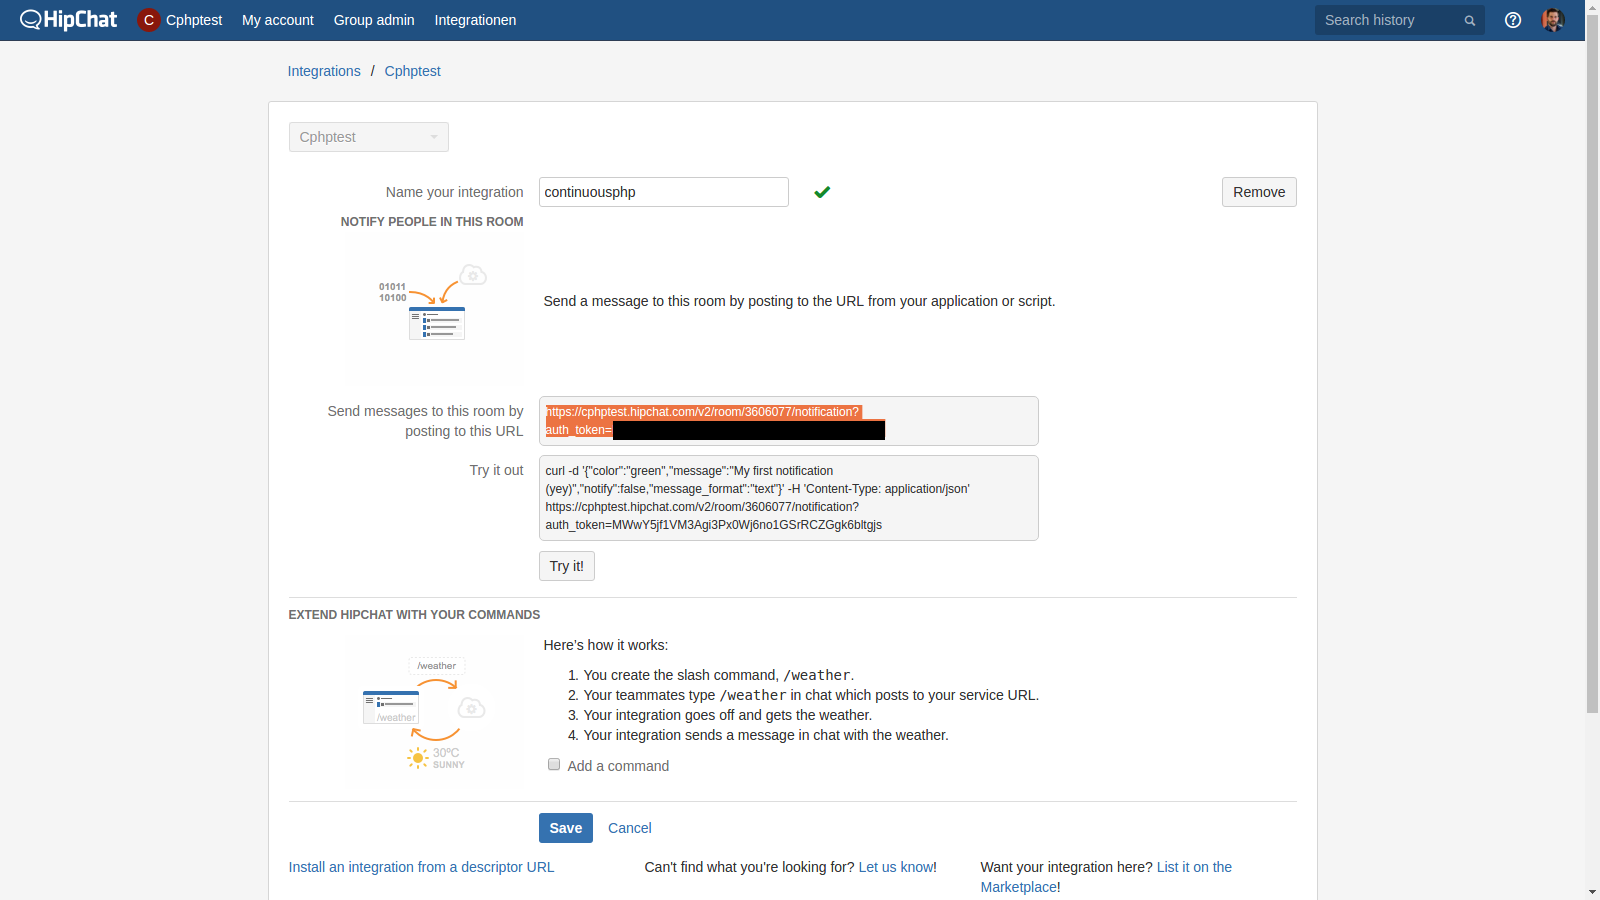 HipChat C Cphptest My account Group admin Integrationen Search history
Integrations / Cphptest
Cphptest
Name your integration continuousphp Remove
NOTIFY PEOPLE IN THIS ROOM
01011
10100
Send a message to this room by posting to the URL from your application or script.
Send messages to this room by
posting to this URL
https://cphptest.hipchat.com/v2/room/3606077/notification?
auth_token=
Try it out
curl -d '{"color":"green","message":"My first notification
(yey)","notify":false,"message_format":"text"}' -H 'Content-Type: application/json'
https://cphptest.hipchat.com/v2/room/3606077/notification?
auth_token=MWwY5jf1VM3Agi3Px0Wj6no1GSrRCZGgk6bltgjs
Try it!
EXTEND HIPCHAT WITH YOUR COMMANDS
/weather
/weather
30ºC
SUNNY
Here's how it works:
1. You create the slash command, /weather.
2. Your teammates type /weather in chat which posts to your service URL.
3. Your integration goes off and gets the weather.
4. Your integration sends a message in chat with the weather.
Add a command
Save Cancel
Install an integration from a descriptor URL
Can't find what you're looking for? Let us know!
Want your integration here? List it on the
Marketplace!